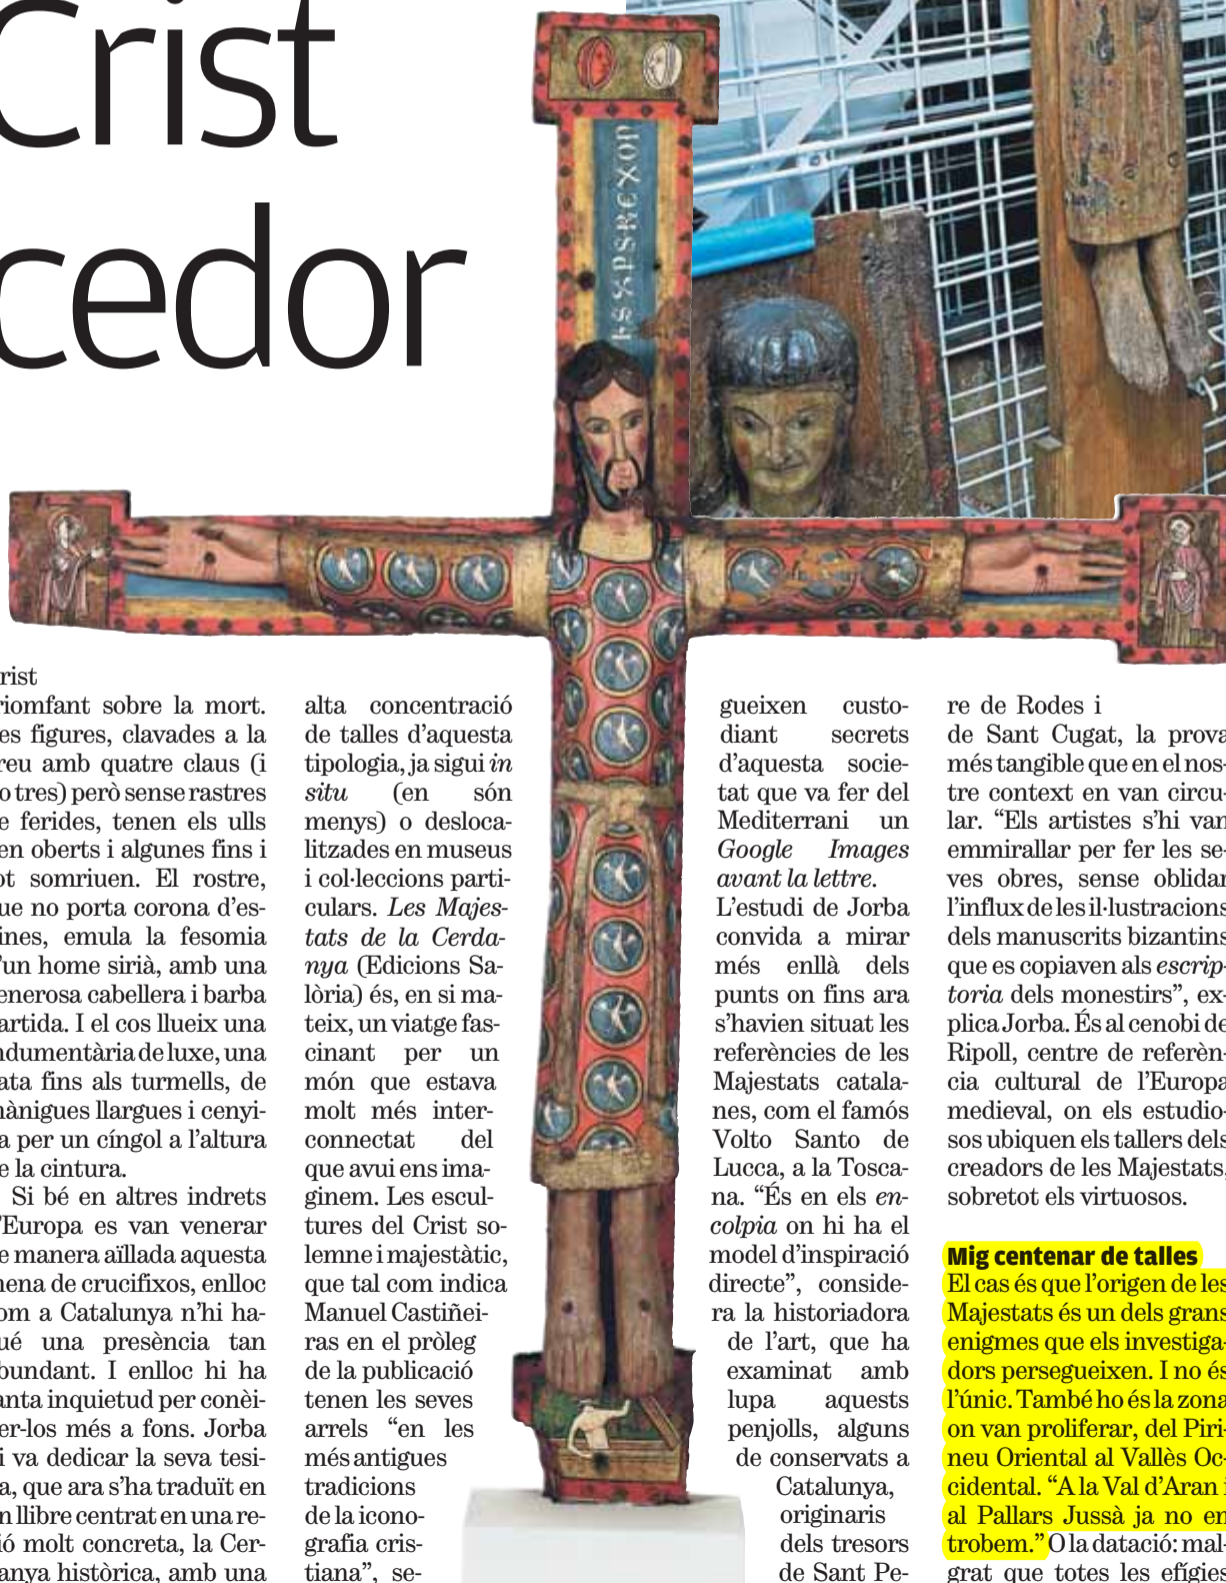 Crist
cedor
rist
riomfant sobre la mort.
es figures, clavades a la
reu amb quatre claus (i
o tres) però sense rastres
e ferides, tenen els ulls
en oberts i algunes fins i
ot somriuen. El rostre,
ue no porta corona d'es-
ines, emula la fesomia
'un home sirià, amb una
enerosa cabellera i barba
artida. I el cos llueix una
ndumentària de luxe, una
ata fins als turmells, de
ànigues llargues i cenyi-
a per un cíngol a l'altura
e la cintura.
Si bé en altres indrets
'Europa es van venerar
e manera aïllada aquesta
mena de crucifixos, enlloc
om a Catalunya n'hi ha-
ué una presència tan
bundant. I enlloc hi ha
anta inquietud per conèi-
er-los més a fons. Jorba
i va dedicar la seva tesi-
a, que ara s'ha traduït en
n llibre centrat en una re-
ió molt concreta, la Cer-
anya històrica, amb una
alta concentració
de talles d'aquesta
tipologia, ja sigui in
situ (en són
menys) o desloca-
litzades en museus
i col·leccions parti-
culars. Les Majes-
tats de la Cerda-
nya (Edicions Sa-
lòria) és, en si ma-
teix, un viatge fas-
cinant per un
món que estava
molt més inter-
connectat del
que avui ens ima-
ginem. Les escul-
tures del Crist so-
lemne i majestàtic,
que tal com indica
Manuel Castiñei-
ras en el pròleg
de la publicació
tenen les seves
arrels “en les
més antigues
tradicions
de la icono-
grafia cris-
tiana”, se-
gueixen custo-
diant secrets
d'aquesta socie-
tat que va fer del
Mediterrani un
Google Images
avant la lettre.
L'estudi de Jorba
convida a mirar
més enllà dels
punts on fins ara
s'havien situat les
referències de les
Majestats catala-
nes, com el famós
Volto Santo de
Lucca, a la Tosca-
na. “És en els en-
colpia on hi ha el
model d'inspiració
directe”, conside-
ra la historiadora
de l'art, que ha
examinat amb
lupa aquests
penjolls, alguns
de conservats a
Catalunya,
originaris
dels tresors
de Sant Pe-
re de Rodes i
de Sant Cugat, la prova
més tangible que en el nos-
tre context en van circu-
lar. “Els artistes s'hi van
emmirallar per fer les se-
ves obres, sense oblidar
l'influx de les il·lustracions
dels manuscrits bizantins
que es copiaven als escrip-
toria dels monestirs”, ex-
plica Jorba. És al cenobi de
Ripoll, centre de referèn-
cia cultural de l'Europa
medieval, on els estudio-
sos ubiquen els tallers dels
creadors de les Majestats,
sobretot els virtuosos.
Mig centenar de talles
El cas és que l'origen de les
Majestats és un dels grans
enigmes que els investiga-
dors persegueixen. I no és
l'únic. També ho és la zona
on van proliferar, del Piri-
neu Oriental al Vallès Oc-
cidental. “A la Val d'Aran i
al Pallars Jussà ja no en
trobem.” O la datació: mal-
grat que totes les efígies